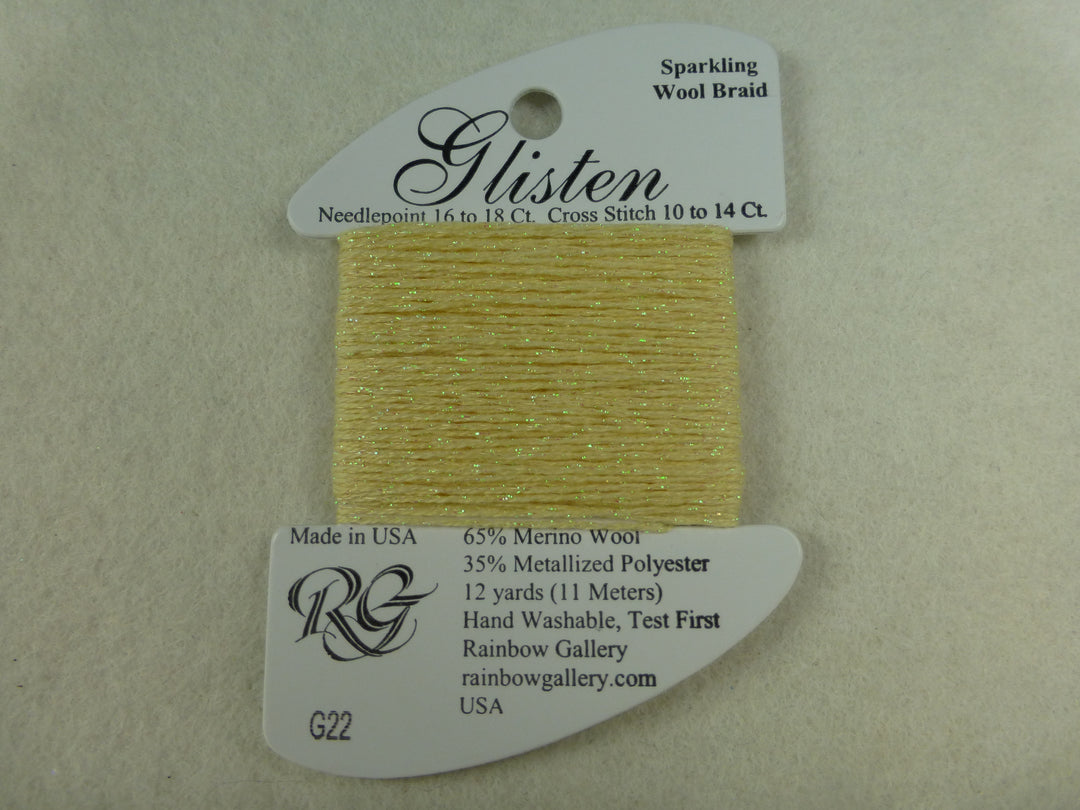 Sparkling
Wool Braid
Glisten
Needlepoint 16 to 18 Ct. Cross Stitch 10 to 14 Ct.
Made in USA
65% Merino Wool
35% Metallized Polyester
12 yards (11 Meters)
Hand Washable, Test First
Rainbow Gallery
rainbowgallery.com
USA
RG
G22